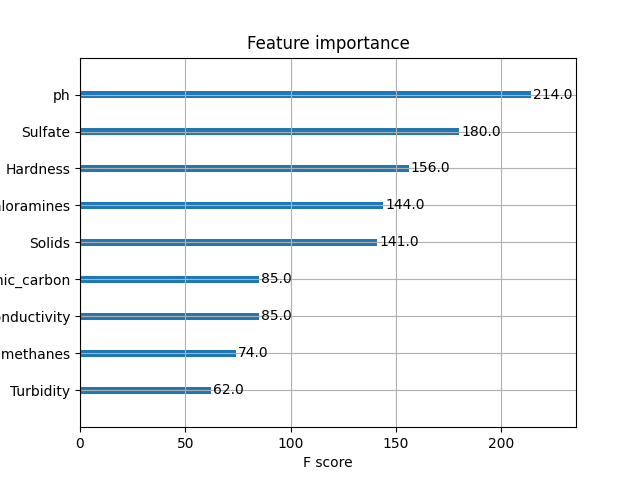 Feature importance
ph 214.0
Sulfate 180.0
Hardness 156.0
loramines 144.0
Solids 141.0
nic_carbon 85.0
nductivity 85.0
methanes 74.0
Turbidity 62.0
0 50 100 150 200
F score